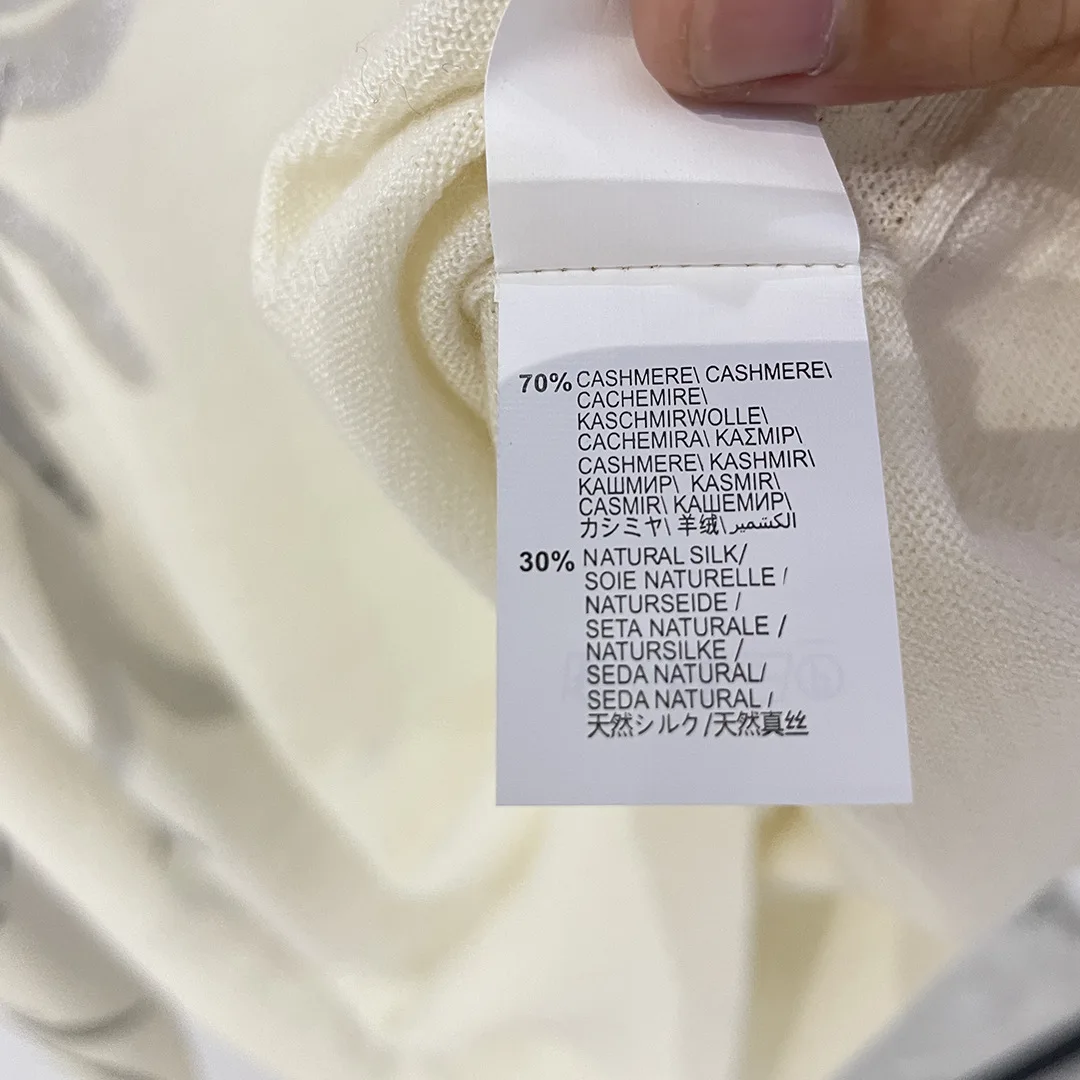 70% CASHMERE\ CASHMERE\
CACHEMIRE\
KASCHMIRWOLLE\
CACHEMIRA\ ΚΑΣΜΙΡ\
CASHMERE\ KASHMIR\
КАШМИР\ KASMIR\
CASMIR\ КАШЕМИР\
カシミヤ\ 羊绒\ الكشمير
30% NATURAL SILK/
SOIE NATURELLE /
NATURSEIDE /
SETA NATURALE /
NATURSILKE /
SEDA NATURAL/
SEDA NATURAL /
天然シルク/天然真丝